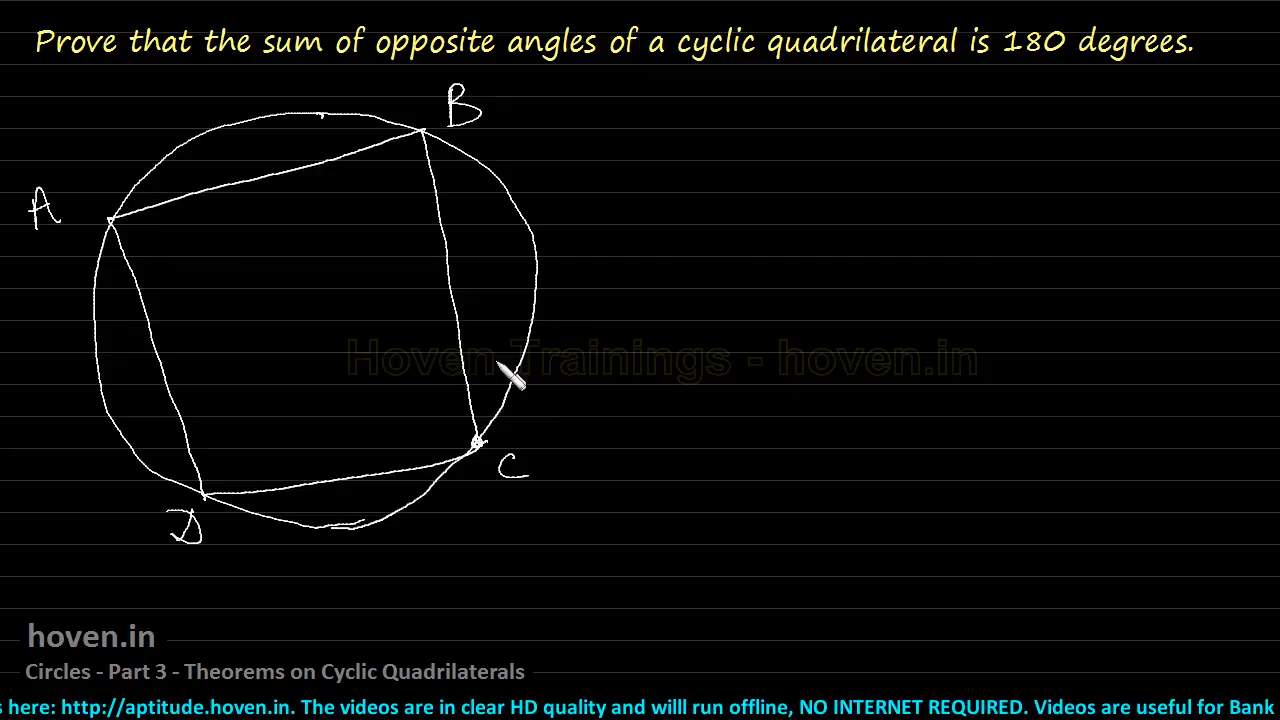 Prove that the sum of opposite angles of a cyclic quadrilateral is 180 degrees.
B
A
Hoven Trainings - hoven.in
C
D
hoven.in
Circles - Part 3 - Theorems on Cyclic Quadrilaterals
s here: http://aptitude.hoven.in. The videos are in clear HD quality and willl run offline, NO INTERNET REQUIRED. Videos are useful for Bank